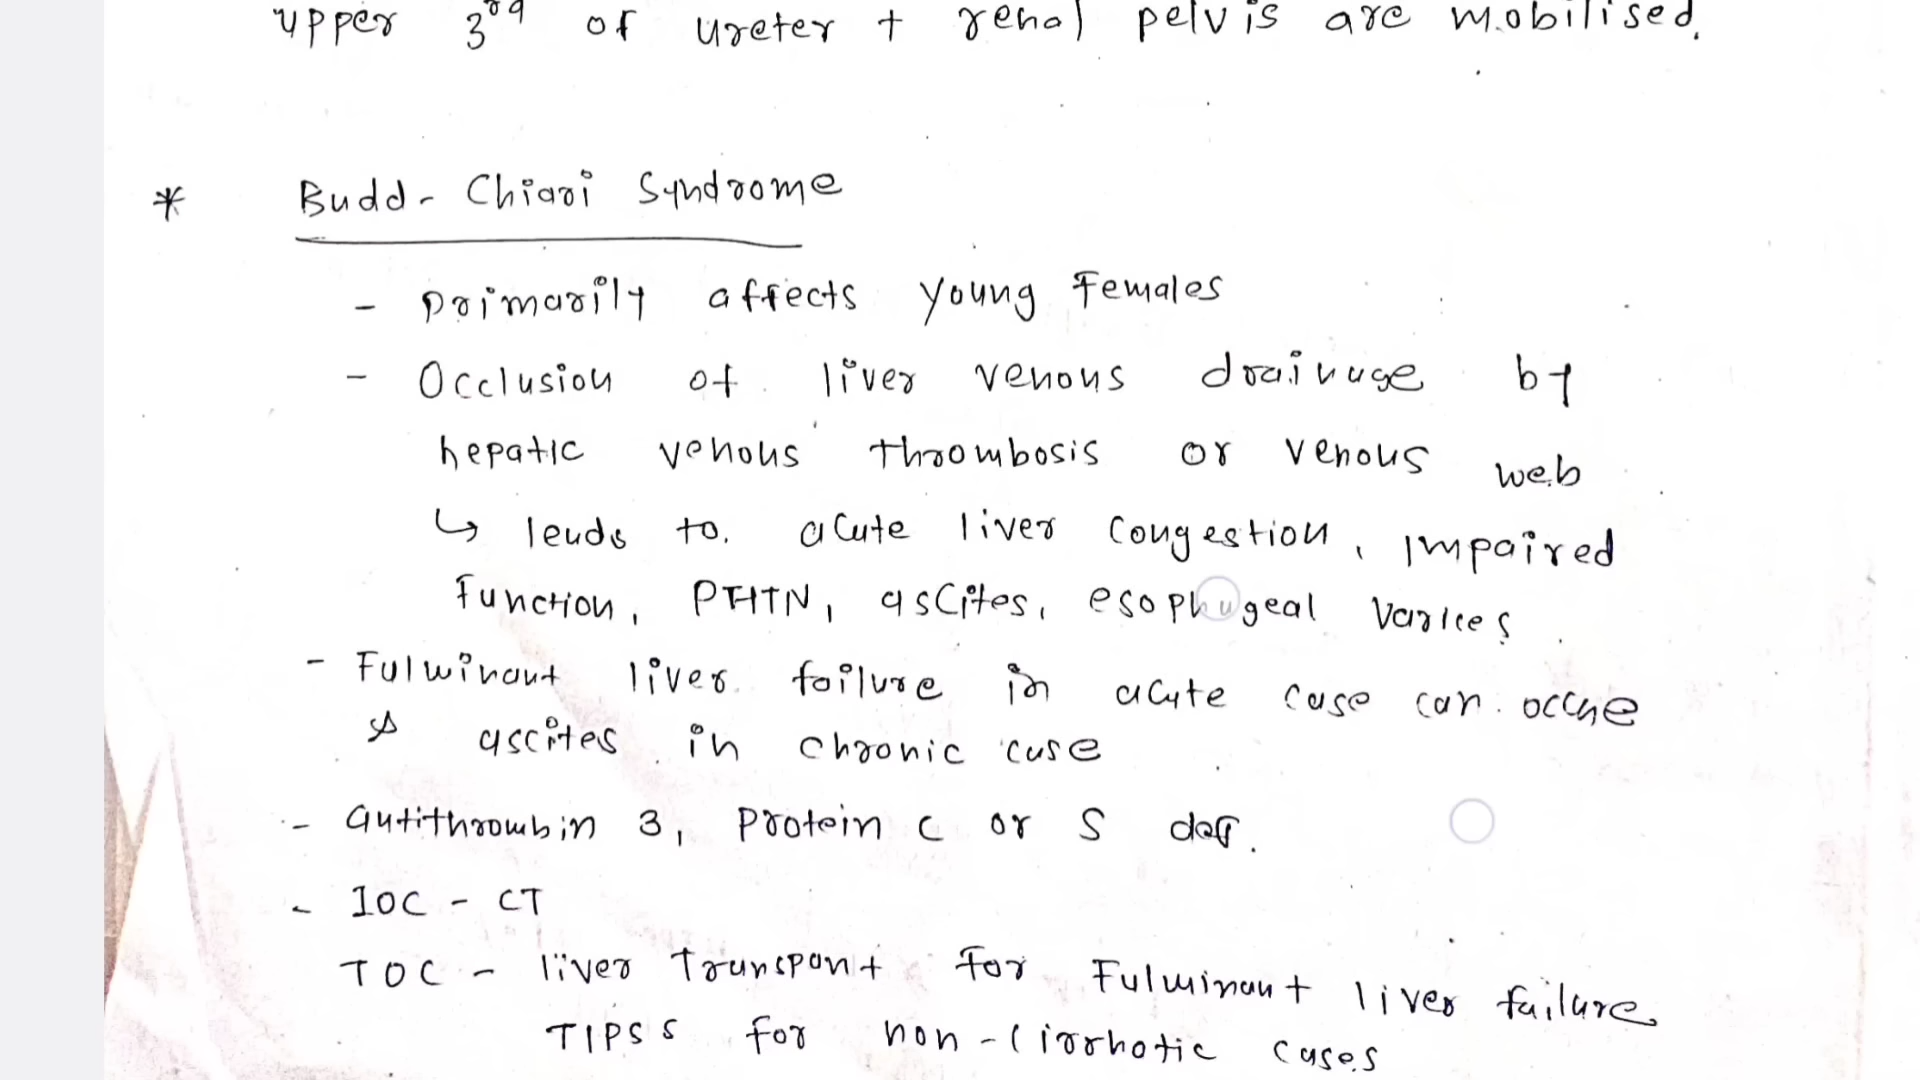 upper 3rd of ureter + renal pelvis are mobilised.
* Budd - Chiari Syndrome
- primarily affects young Females
- Occlusion of liver venous drainage by
hepatic venous thrombosis or venous web
↳ leads to acute liver congestion, impaired
Function, PHTN, ascites, esophageal varices.
- Fulminant liver failure in acute case can occue
& ascites in chronic case
- antithrombin 3, protein c or S def.
- IOC - CT
TOC - liver transpant for Fulminant liver failure
TIPSS for non-cirrhotic cases